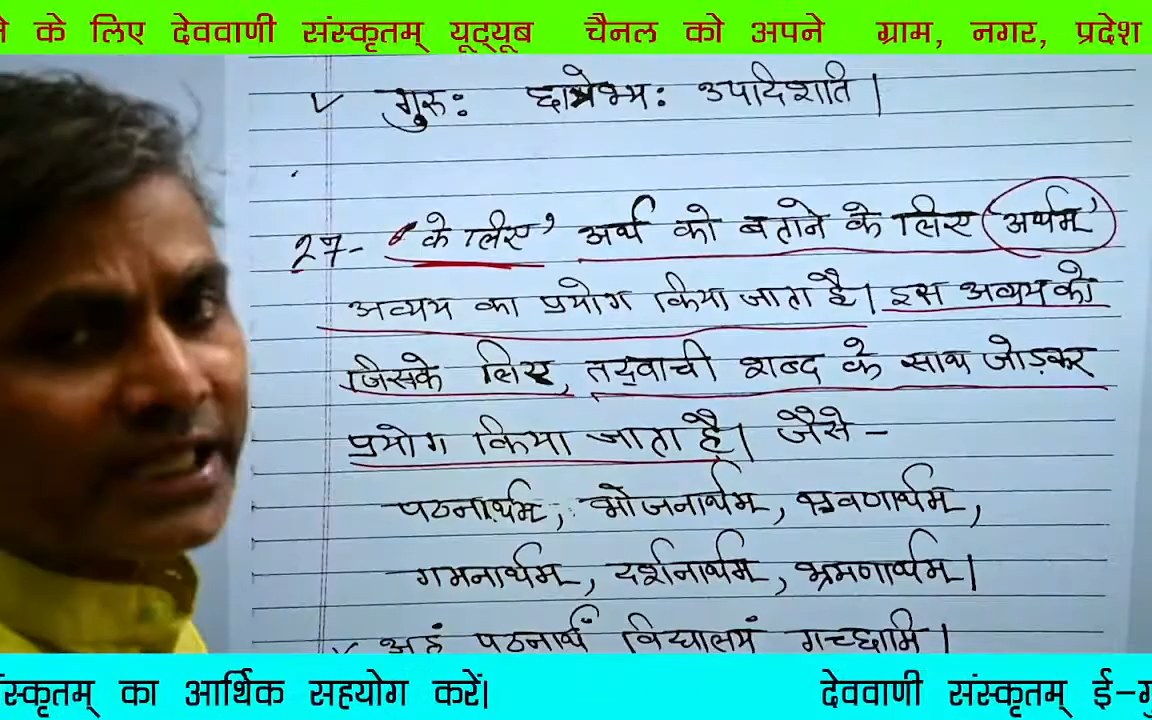 े के लिए देववाणी संस्कृतम् यूट्यूब चैनल को अपने ग्राम, नगर, प्रदेश
गुरुः छात्रेभ्यः उपदिशति।
27- 'के लिए' अर्थ को बताने के लिए 'अर्थम्'
अव्यय का प्रयोग किया जाता है। इस अव्यय को
जिसके लिए, तद्वाची शब्द के साथ जोड़कर
प्रयोग किया जाता है। जैसे –
पठनार्थम्, भोजनार्थम्, श्रवणार्थम्,
गमनार्थम्, दर्शनार्थम्, भ्रमणार्थम्।
अहं पठनार्थं विद्यालयं गच्छामि।
स्कृतम् का आर्थिक सहयोग करें। देववाणी संस्कृतम् ई-गु